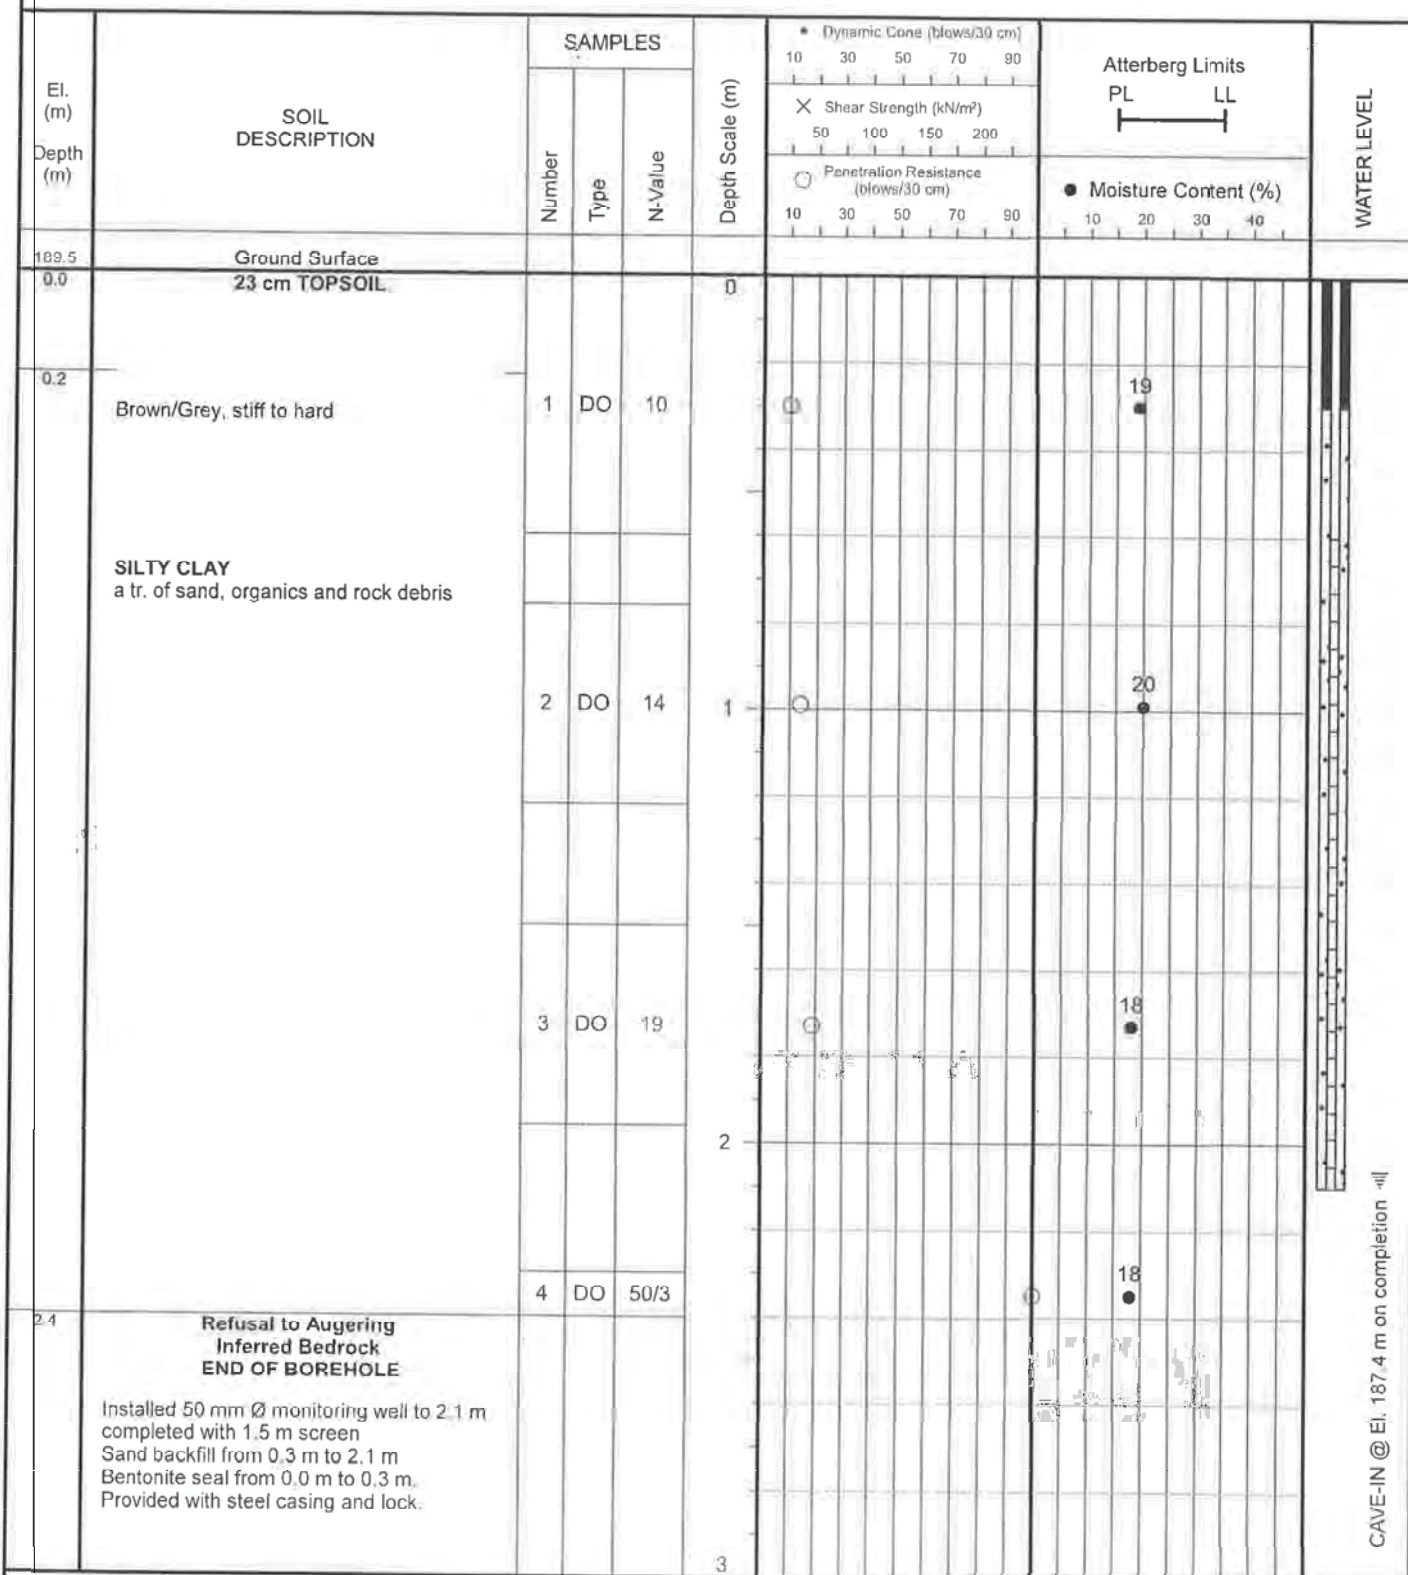 El.
(m)
Depth
(m)
SOIL
DESCRIPTION
SAMPLES
Number
Type
N-Value
Depth Scale (m)
• Dynamic Cone (blows/30 cm)
10 30 50 70 90
X Shear Strength (kN/m²)
50 100 150 200
Penetration Resistance
(blows/30 cm)
10 30 50 70 90
Atterberg Limits
PL LL
● Moisture Content (%)
10 20 30 40
WATER LEVEL
189.5
Ground Surface
0.0
23 cm TOPSOIL
0
0.2
Brown/Grey, stiff to hard
1 DO 10
19
SILTY CLAY
a tr. of sand, organics and rock debris
2 DO 14
1
20
3 DO 19
18
2
4 DO 50/3
18
2.4
Refusal to Augering
Inferred Bedrock
END OF BOREHOLE
Installed 50 mm Ø monitoring well to 2.1 m
completed with 1.5 m screen
Sand backfill from 0.3 m to 2.1 m
Bentonite seal from 0.0 m to 0.3 m.
Provided with steel casing and lock.
3
CAVE-IN @ El. 187.4 m on completion